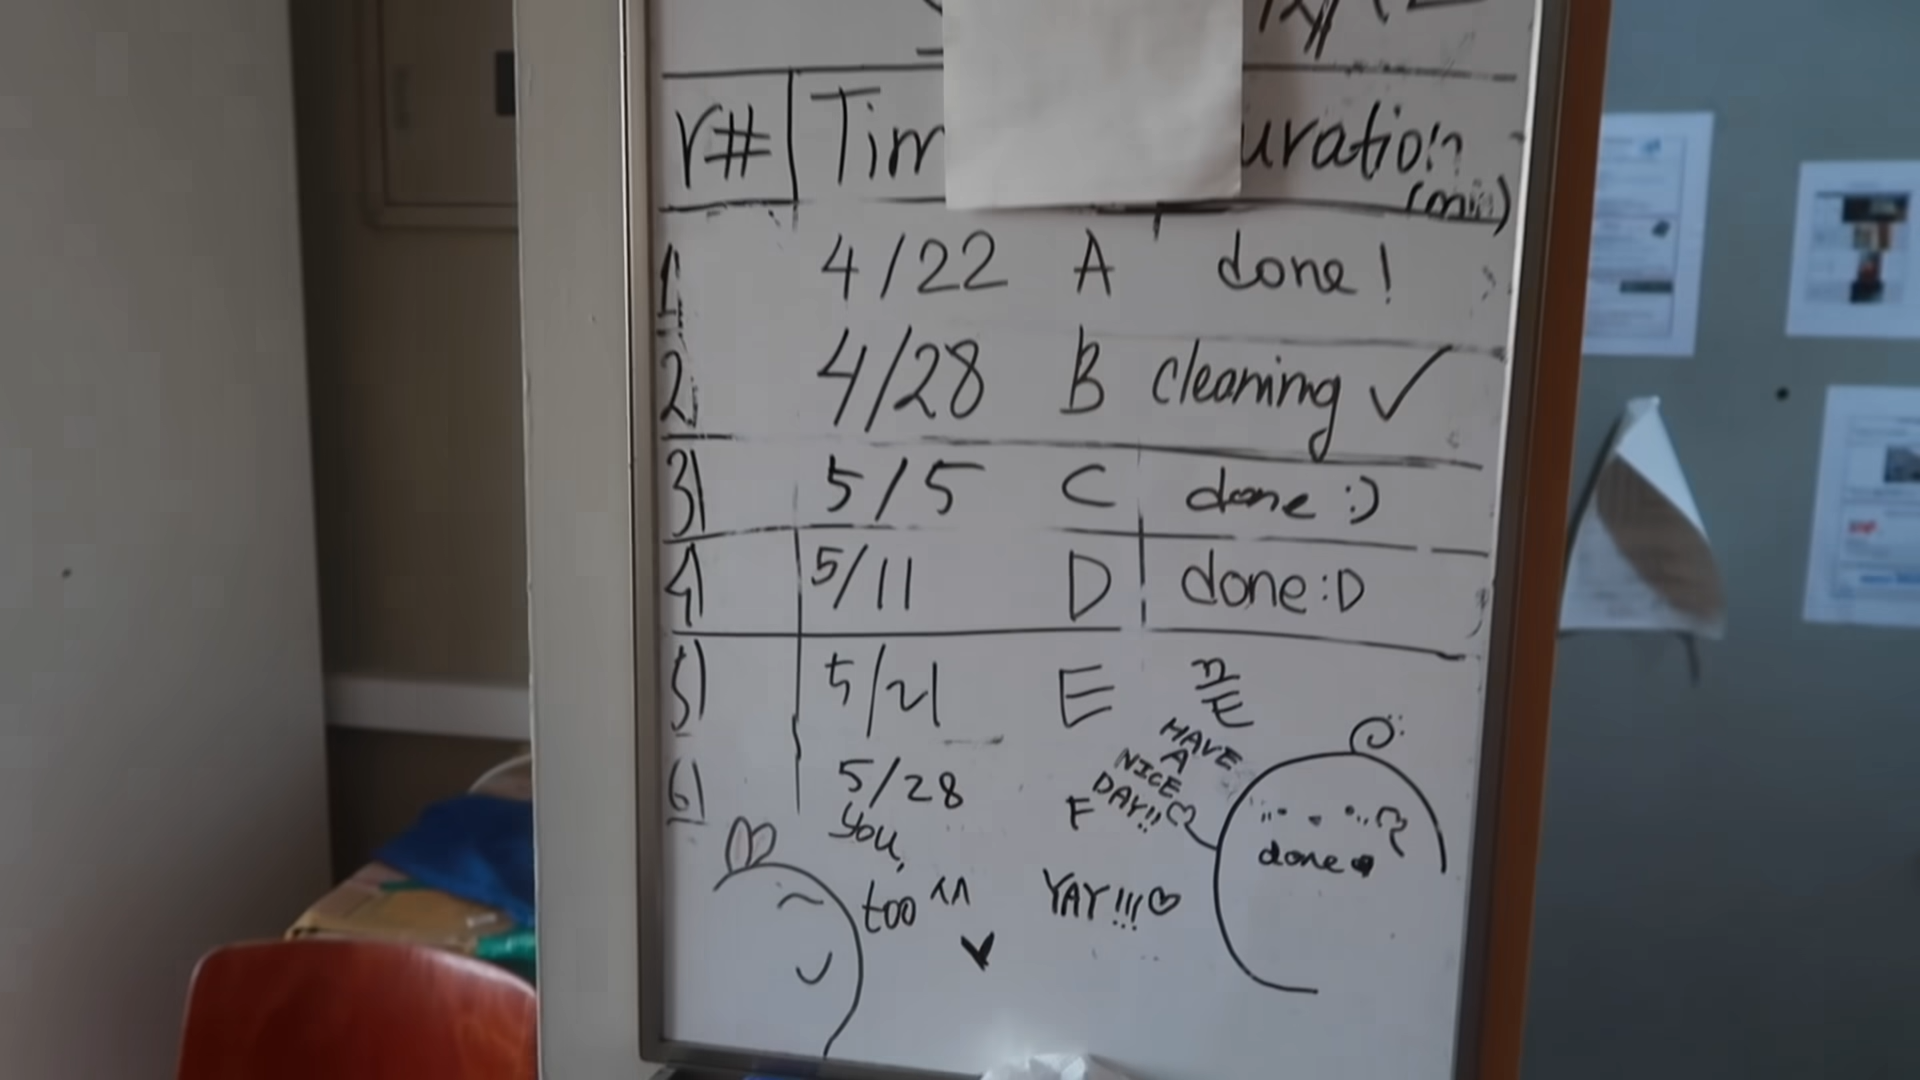 r# Tim uration
(min)
1 4/22 A done!
2 4/28 B cleaning ✓
3) 5/5 C done :)
4) 5/11 D done :D
5) 5/21 E
HAVE
A
NICE
DAY!!♡
6) 5/28 F
done
you,
too ^^
YAY!!!♡